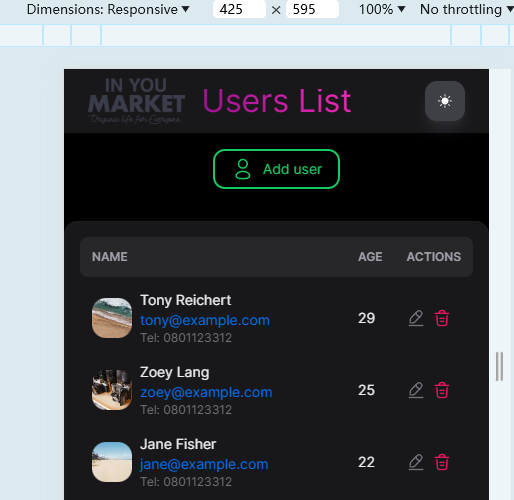 Dimensions: Responsive ▼ 425 × 595 100% ▼ No throttling ▼
IN YOU
MARKET
Organic life for Everyone
Users List
Add user
NAME AGE ACTIONS
Tony Reichert
tony@example.com
Tel: 0801123312
29
Zoey Lang
zoey@example.com
Tel: 0801123312
25
Jane Fisher
jane@example.com
Tel: 0801123312
22